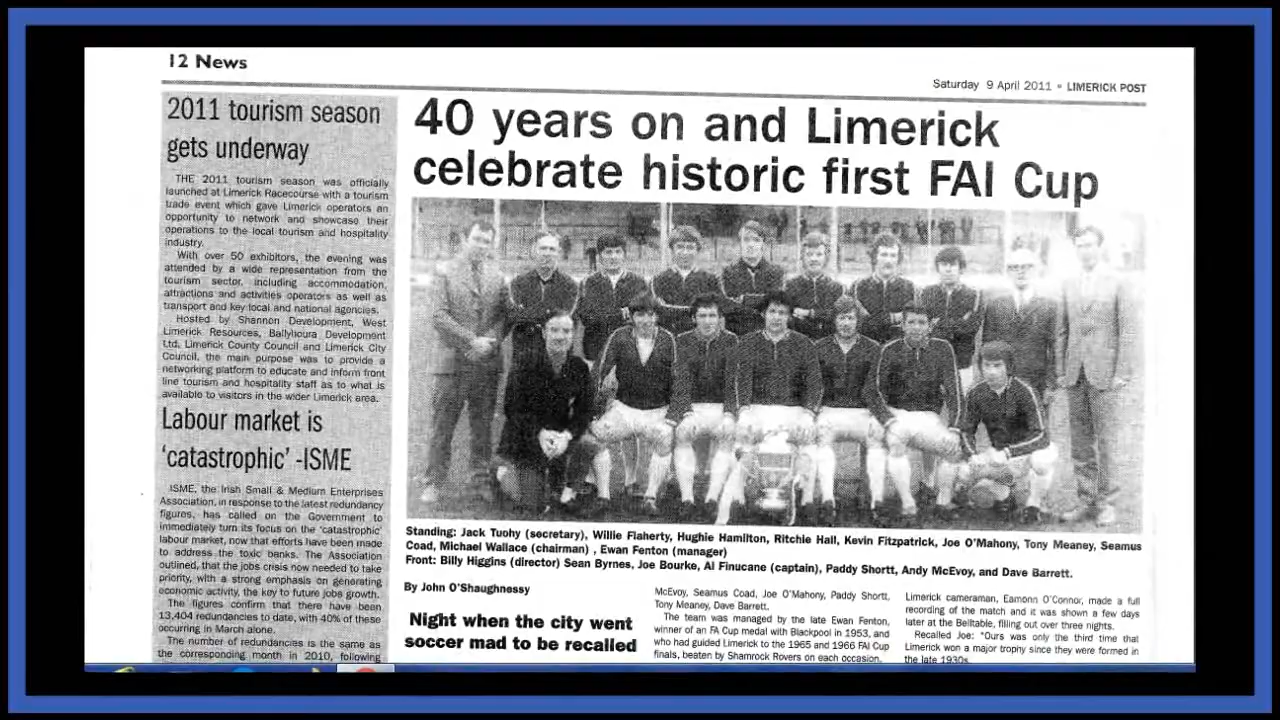 12 News
Saturday 9 April 2011 • LIMERICK POST
2011 tourism season
gets underway
THE 2011 tourism season was officially
launched at Limerick Racecourse with a tourism
trade event which gave Limerick operators an
opportunity to network and showcase their
operations to the local tourism and hospitality
industry.
With over 50 exhibitors, the evening was
attended by a wide representation from the
tourism sector, including accommodation,
attractions and activities operators as well as
transport and key local and national agencies.
Hosted by Shannon Development, West
Limerick Resources, Ballyhoura Development
Ltd, Limerick County Council and Limerick City
Council, the main purpose was to provide a
networking platform to educate and inform front
line tourism and hospitality staff as to what is
available to visitors in the wider Limerick area.
Labour market is
'catastrophic' -ISME
ISME, the Irish Small & Medium Enterprises
Association, in response to the latest redundancy
figures, has called on the Government to
immediately turn its focus on the 'catastrophic'
labour market, now that efforts have been made
to address the toxic banks. The Association
outlined, that the jobs crisis now needed to take
priority, with a strong emphasis on generating
economic activity, the key to future jobs growth.
The figures confirm that there have been
13,404 redundancies to date, with 40% of these
occurring in March alone.
The number of redundancies is the same as
the corresponding month in 2010, following
40 years on and Limerick
celebrate historic first FAI Cup
Standing: Jack Tuohy (secretary), Willie Flaherty, Hughie Hamilton, Ritchie Hall, Kevin Fitzpatrick, Joe O'Mahony, Tony Meaney, Seamus
Coad, Michael Wallace (chairman) , Ewan Fenton (manager)
Front: Billy Higgins (director) Sean Byrnes, Joe Bourke, Al Finucane (captain), Paddy Shortt, Andy McEvoy, and Dave Barrett.
By John O'Shaughnessy
Night when the city went
soccer mad to be recalled
McEvoy, Seamus Coad, Joe O'Mahony, Paddy Shortt,
Tony Meaney, Dave Barrett.
The team was managed by the late Ewan Fenton,
winner of an FA Cup medal with Blackpool in 1953, and
who had guided Limerick to the 1965 and 1966 FAI Cup
finals, beaten by Shamrock Rovers on each occasion.
Limerick cameraman, Eamonn O'Connor, made a full
recording of the match and it was shown a few days
later at the Belltable, filling out over three nights.
Recalled Joe: "Ours was only the third time that
Limerick won a major trophy since they were formed in
the late 1930s.